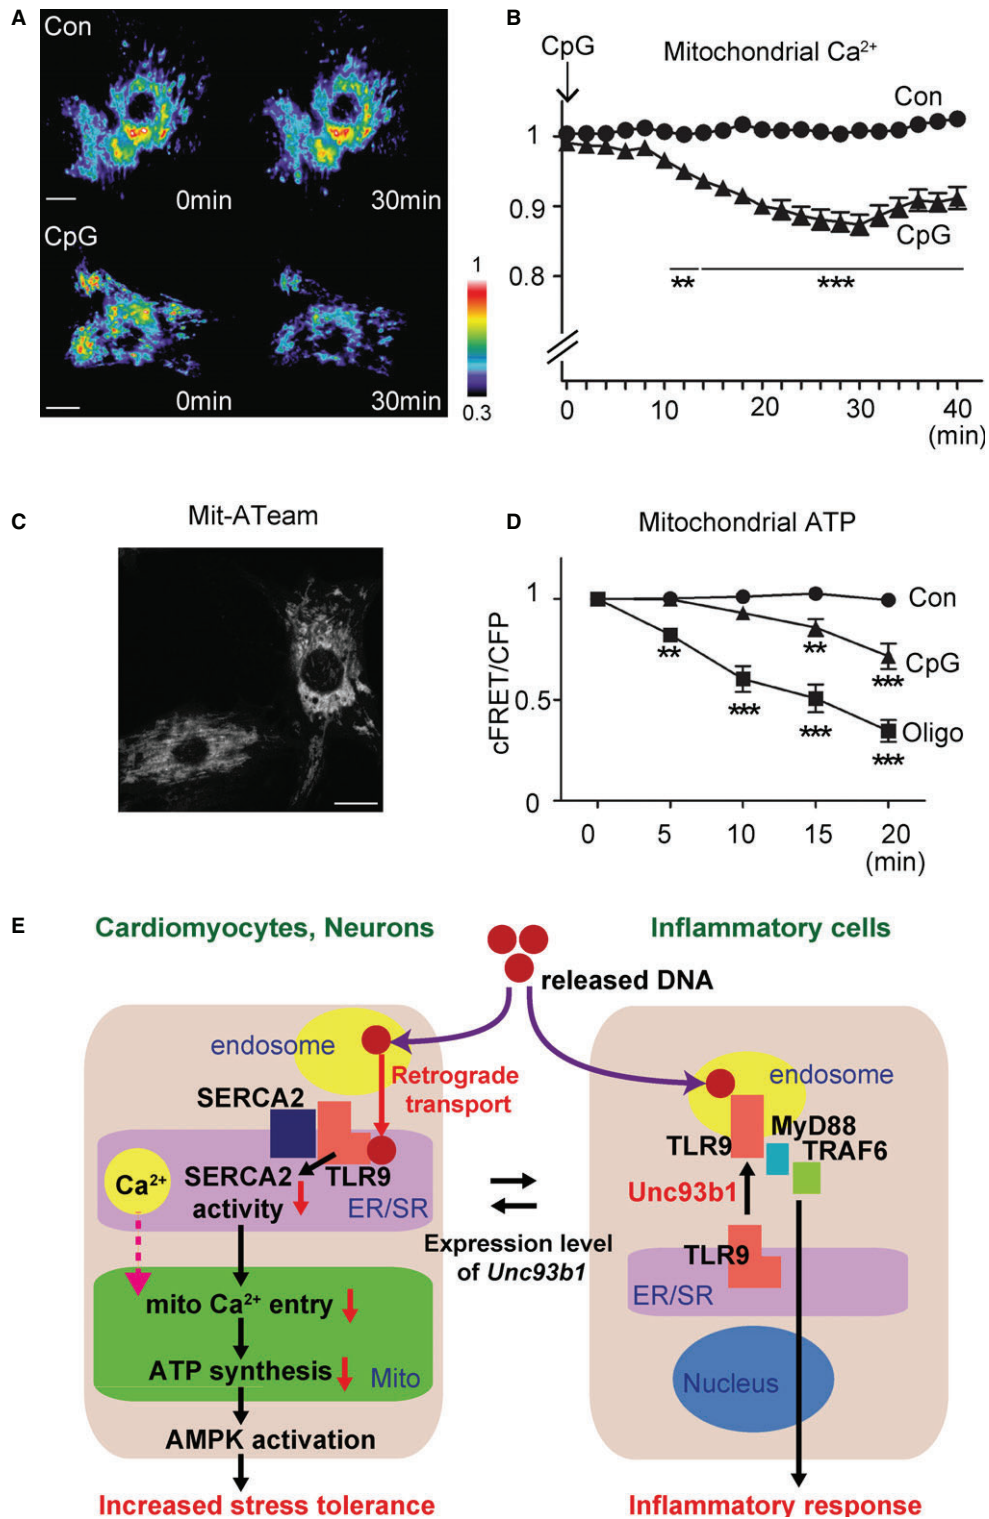 A
Con
0min
30min
CpG
0min
30min
1
0.3
B
CpG
Mitochondrial Ca²⁺
Con
CpG
1
0.9
0.8
**
***
0 10 20 30 40
(min)
C
Mit-ATeam
D
Mitochondrial ATP
cFRET/CFP
1
0.5
0
Con
CpG
Oligo
**
***
***
***
**
***
0 5 10 15 20
(min)
E
Cardiomyocytes, Neurons
Inflammatory cells
released DNA
endosome
Retrograde
transport
SERCA2
TLR9
Ca²⁺
SERCA2
activity
ER/SR
mito Ca²⁺ entry
ATP synthesis
Mito
AMPK activation
Increased stress tolerance
Expression level
of Unc93b1
endosome
MyD88
TLR9
TRAF6
Unc93b1
TLR9
ER/SR
Nucleus
Inflammatory response